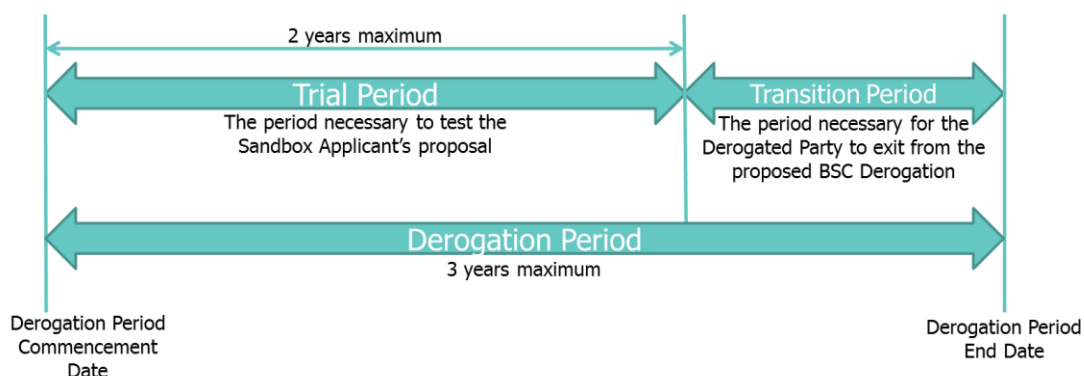 2 years maximum
Trial Period
The period necessary to test the
Sandbox Applicant's proposal
Transition Period
The period necessary for the
Derogated Party to exit from the
proposed BSC Derogation
Derogation Period
3 years maximum
Derogation Period
Commencement
Date
Derogation Period
End Date